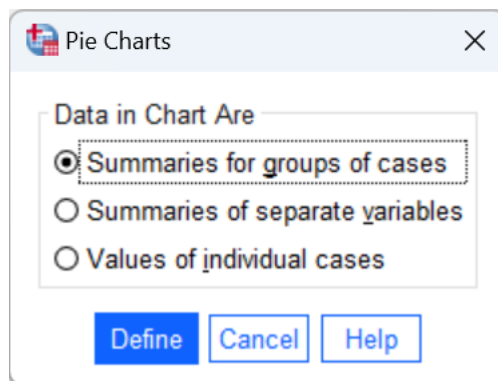 Pie Charts
Data in Chart Are
Summaries for groups of cases
Summaries of separate variables
Values of individual cases
Define Cancel Help